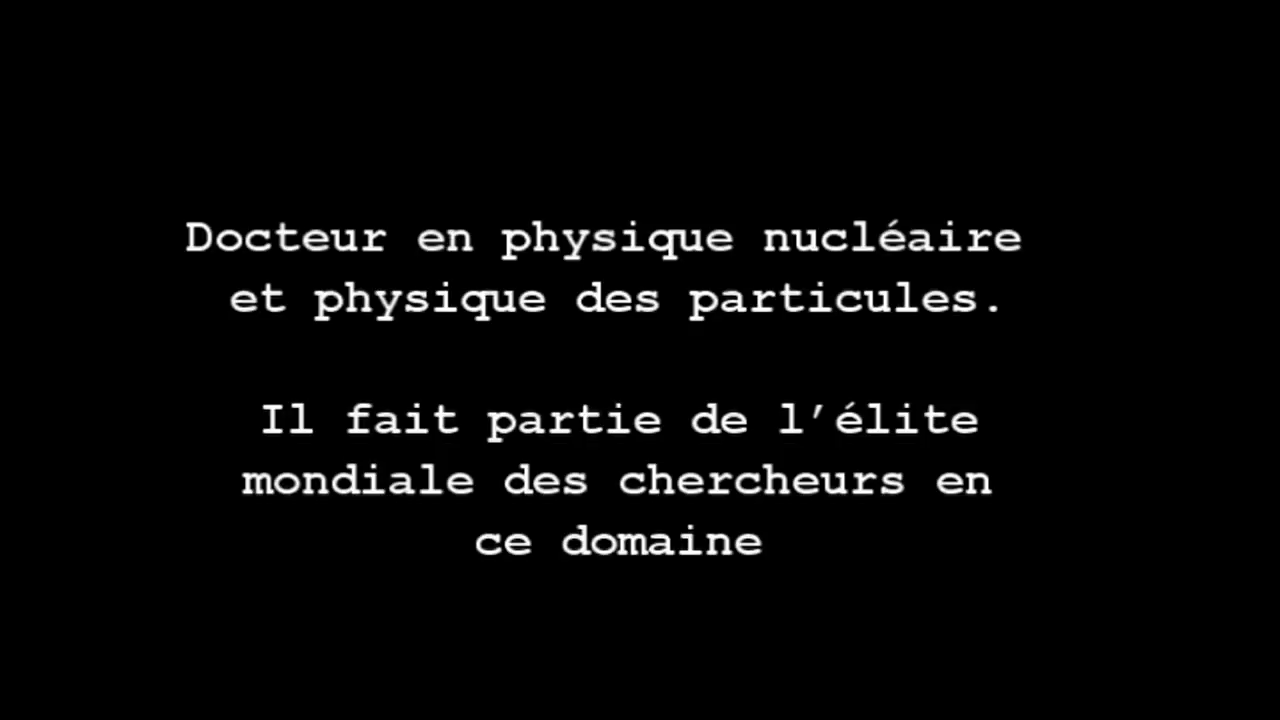 Docteur en physique nucléaire
et physique des particules.
Il fait partie de l’élite
mondiale des chercheurs en
ce domaine